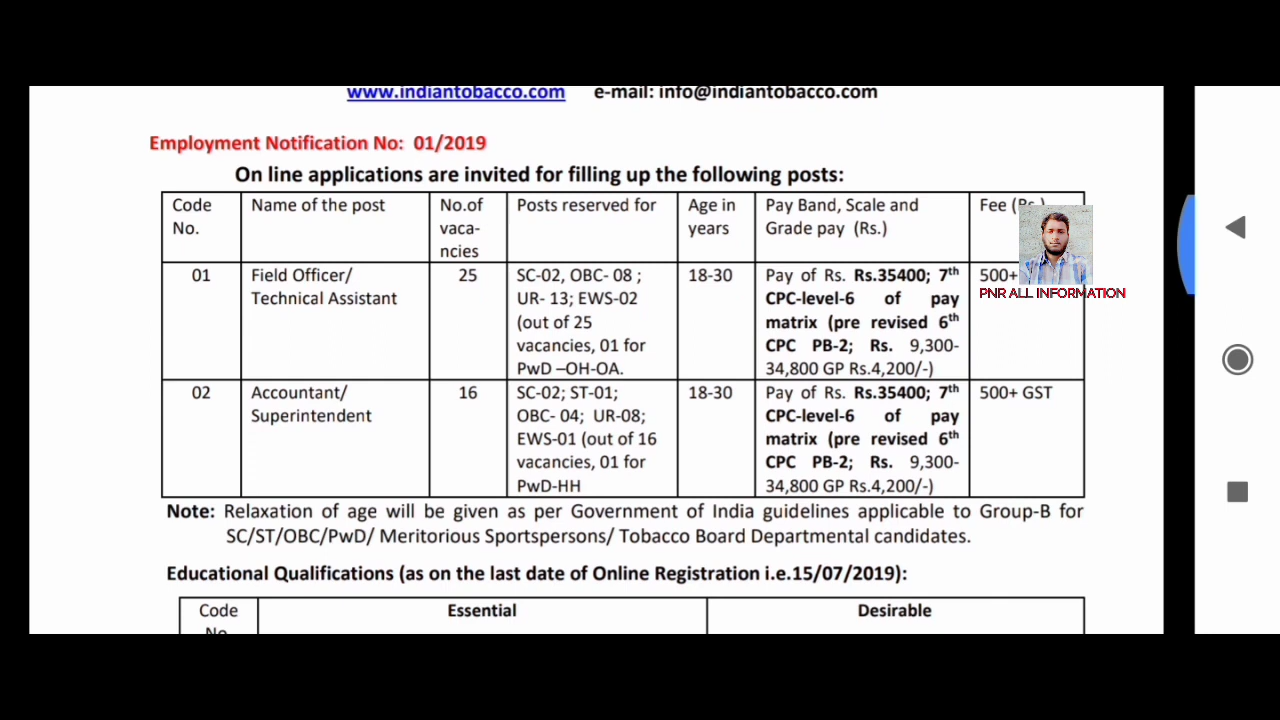 www.indiantobacco.com e-mail: info@indiantobacco.com
Employment Notification No: 01/2019
On line applications are invited for filling up the following posts:
Code No. Name of the post No.of vaca- ncies Posts reserved for Age in years Pay Band, Scale and Grade pay (Rs.) Fee (Rs.)
01 Field Officer/ Technical Assistant 25 SC-02, OBC- 08 ; UR- 13; EWS-02 (out of 25 vacancies, 01 for PwD –OH-OA. 18-30 Pay of Rs. Rs.35400; 7th CPC-level-6 of pay matrix (pre revised 6th CPC PB-2; Rs. 9,300- 34,800 GP Rs.4,200/-) 500+
PNR ALL INFORMATION
02 Accountant/ Superintendent 16 SC-02; ST-01; OBC- 04; UR-08; EWS-01 (out of 16 vacancies, 01 for PwD-HH 18-30 Pay of Rs. Rs.35400; 7th CPC-level-6 of pay matrix (pre revised 6th CPC PB-2; Rs. 9,300- 34,800 GP Rs.4,200/-) 500+ GST
Note: Relaxation of age will be given as per Government of India guidelines applicable to Group-B for
SC/ST/OBC/PwD/ Meritorious Sportspersons/ Tobacco Board Departmental candidates.
Educational Qualifications (as on the last date of Online Registration i.e.15/07/2019):
Code No Essential Desirable